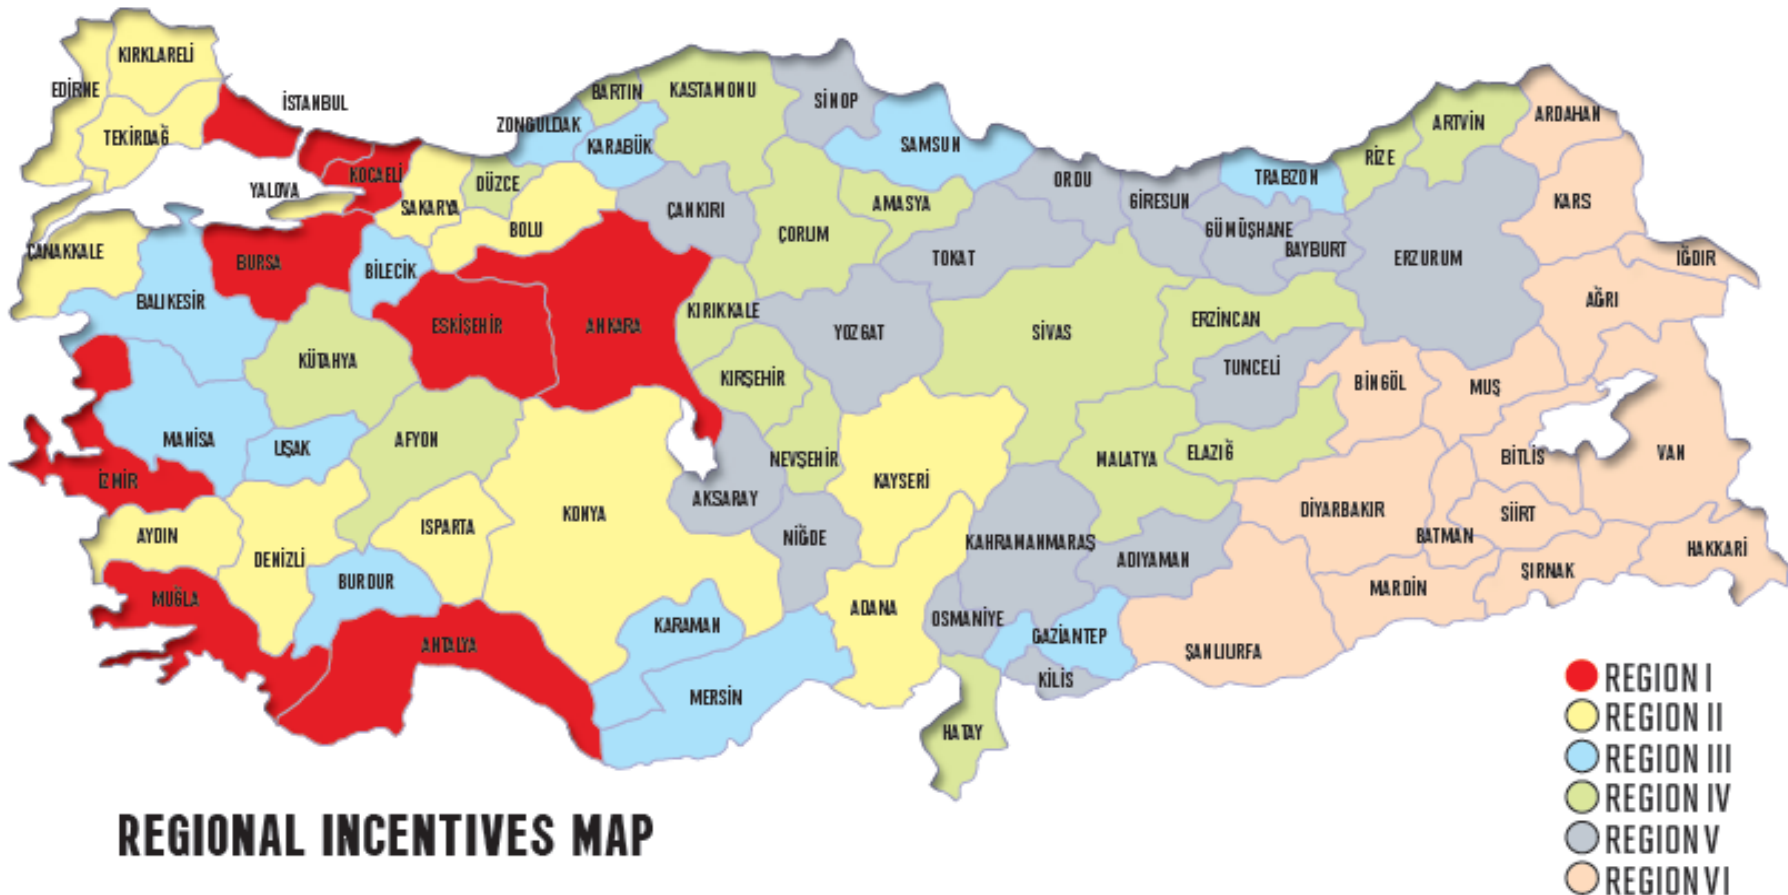 KIRKLARELİ
EDİRNE
TEKİRDAĞ
İSTANBUL
KOCAELİ
YALOVA
SAKARYA
DÜZCE
BOLU
ZONGULDAK
BARTIN
KARABÜK
KASTAMONU
SİNOP
SAMSUN
ÇANKIRI
ÇORUM
AMASYA
TOKAT
ORDU
GİRESUN
TRABZON
GÜMÜŞHANE
BAYBURT
RİZE
ARTVİN
ARDAHAN
KARS
IĞDIR
ERZURUM
AĞRI
ÇANAKKALE
BALIKESİR
BURSA
BİLECİK
ESKİŞEHİR
ANKARA
KIRIKKALE
YOZGAT
SİVAS
ERZİNCAN
TUNCELİ
BİNGÖL
MUŞ
KÜTAHYA
KIRŞEHİR
MANİSA
UŞAK
AFYON
NEVŞEHİR
KAYSERİ
MALATYA
ELAZIĞ
BİTLİS
VAN
İZMİR
AKSARAY
KONYA
ISPARTA
AYDIN
DENİZLİ
NİĞDE
KAHRAMANMARAŞ
ADIYAMAN
DİYARBAKIR
BATMAN
SİİRT
HAKKARİ
ŞIRNAK
MARDİN
MUĞLA
BURDUR
ANTALYA
KARAMAN
MERSİN
ADANA
OSMANİYE
GAZİANTEP
KİLİS
ŞANLIURFA
HATAY
REGION I
REGION II
REGION III
REGION IV
REGION V
REGION VI
REGIONAL INCENTIVES MAP